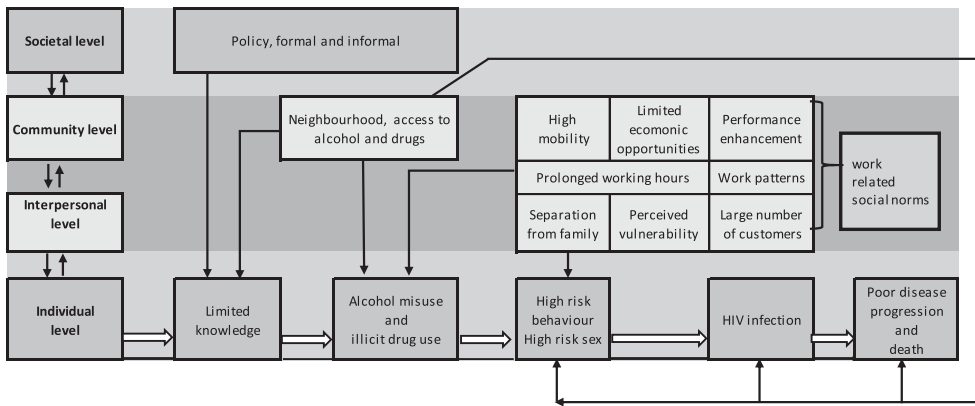 Societal level
Policy, formal and informal
Community level
Neighbourhood, access to
alcohol and drugs
High
mobility
Limited
ecomonic
opportunities
Performance
enhancement
Prolonged working hours
Work patterns
Separation
from family
Perceived
vulnerability
Large number
of customers
work
related
social norms
Interpersonal
level
Individual
level
Limited
knowledge
Alcohol misuse
and
illicit drug use
High risk
behaviour
High risk sex
HIV infection
Poor disease
progression
and
death